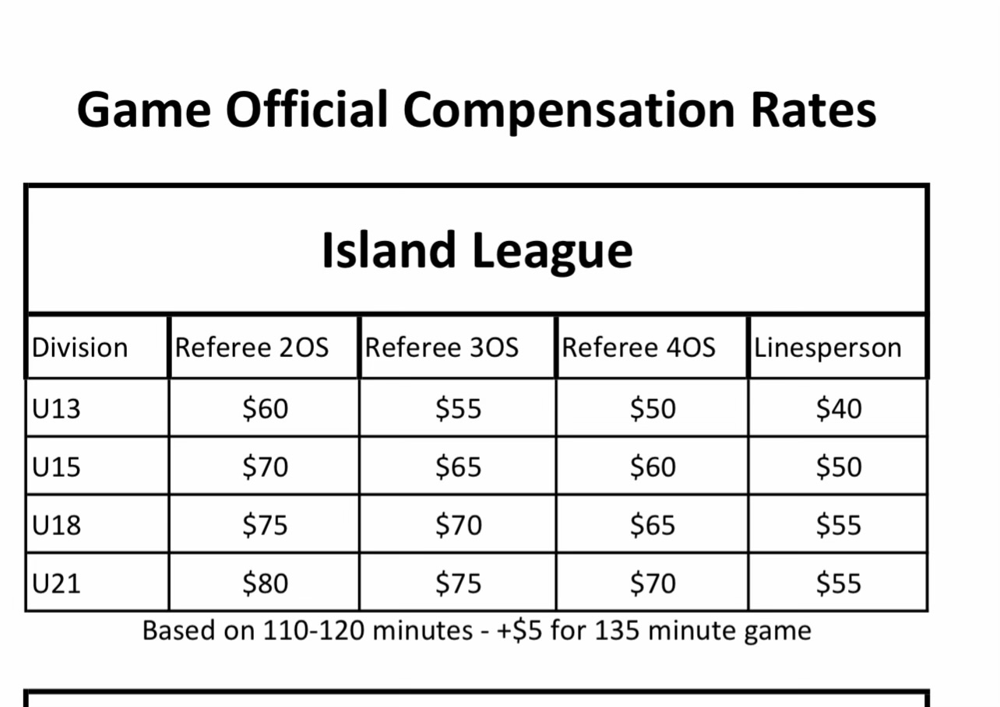 Game Official Compensation Rates
Island League
Division Referee 2OS Referee 3OS Referee 4OS Linesperson
U13 $60 $55 $50 $40
U15 $70 $65 $60 $50
U18 $75 $70 $65 $55
U21 $80 $75 $70 $55
Based on 110-120 minutes - +$5 for 135 minute game